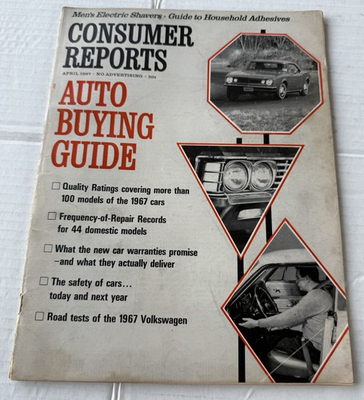 Men's Electric Shavers • Guide to Household Adhesives
CONSUMER
REPORTS
APRIL 1967 • NO ADVERTISING • 50¢
AUTO
BUYING
GUIDE
Quality Ratings covering more than
100 models of the 1967 cars
Frequency-of-Repair Records
for 44 domestic models
What the new car warranties promise
–and what they actually deliver
The safety of cars...
today and next year
Road tests of the 1967 Volkswagen